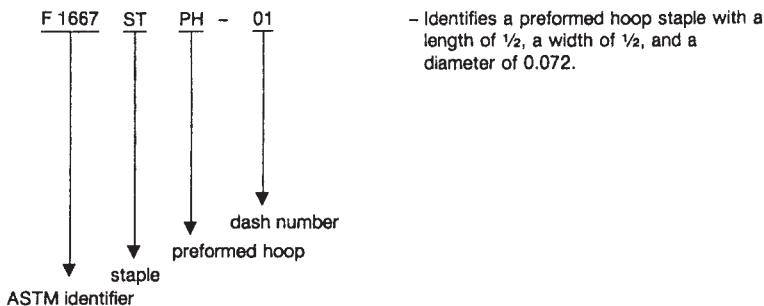 F 1667 ST PH – 01
– Identifies a preformed hoop staple with a
length of ½, a width of ½, and a
diameter of 0.072.
dash number
preformed hoop
staple
ASTM identifier